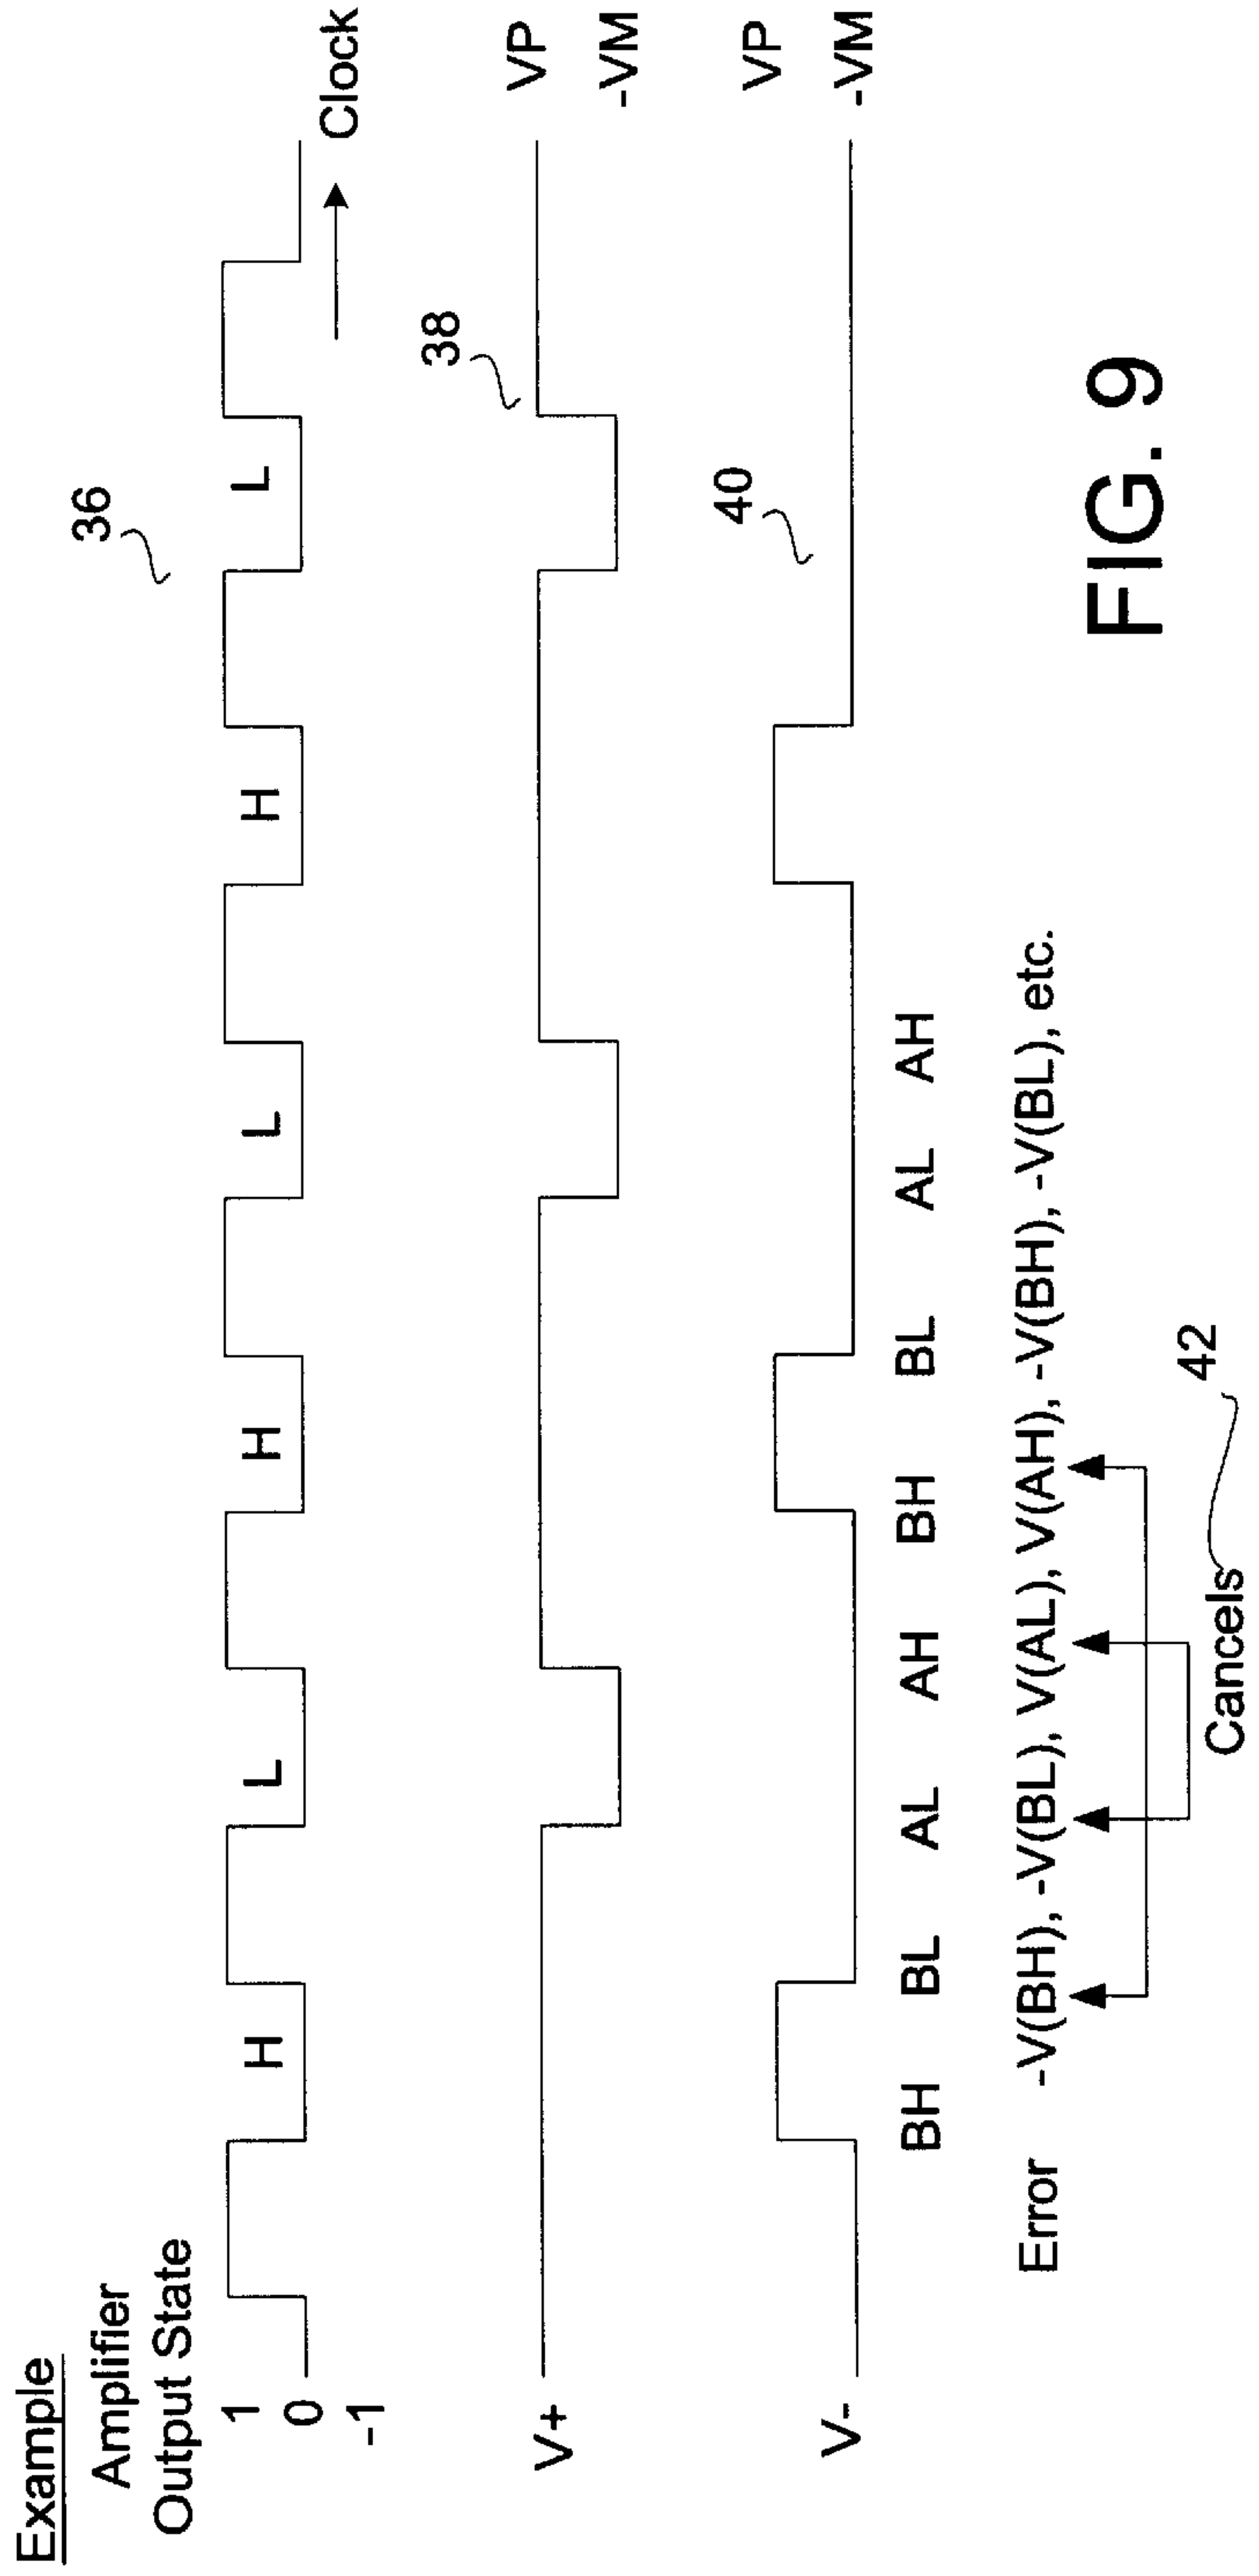 Example
Amplifier
Output State
36
1
0
-1
H L H L H L
Clock
38
V+
VP
-VM
40
V-
VP
-VM
BH BL AL AH BH BL AL AH
Error -V(BH), -V(BL), V(AL), V(AH), -V(BH), -V(BL), etc.
Cancels
42
FIG. 9